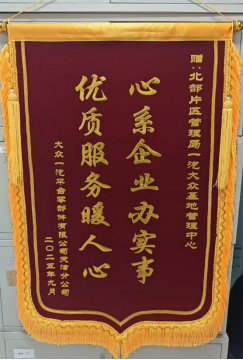 赠：北部片区管理局一汽大众基地管理中心
心系企业办实事
优质服务暖人心
大众一汽平台零部件有限公司天津分公司
二〇二五年九月